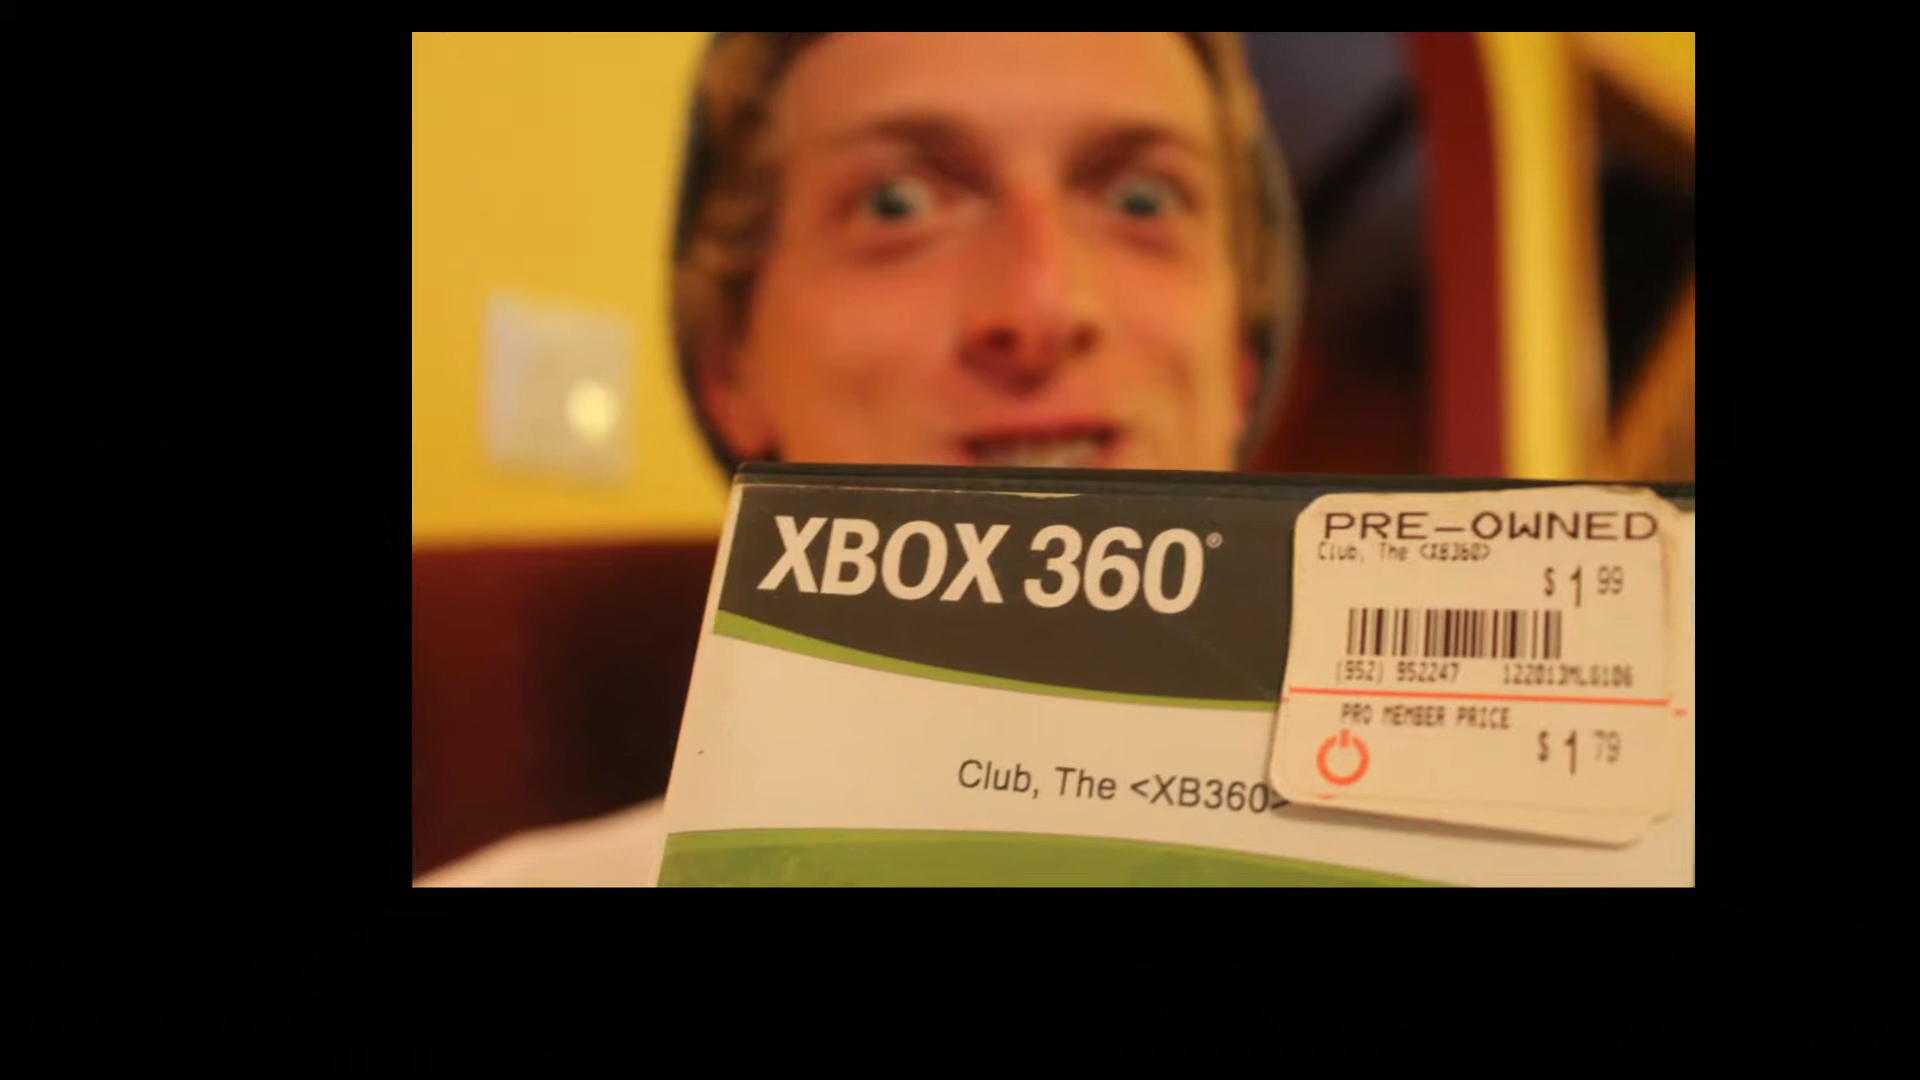 XBOX 360®
PRE-OWNED
Club, The <XB360>
$ 1 99
(952) 952247 122013MLG106
PRO MEMBER PRICE
$ 1 79
Club, The <XB360>